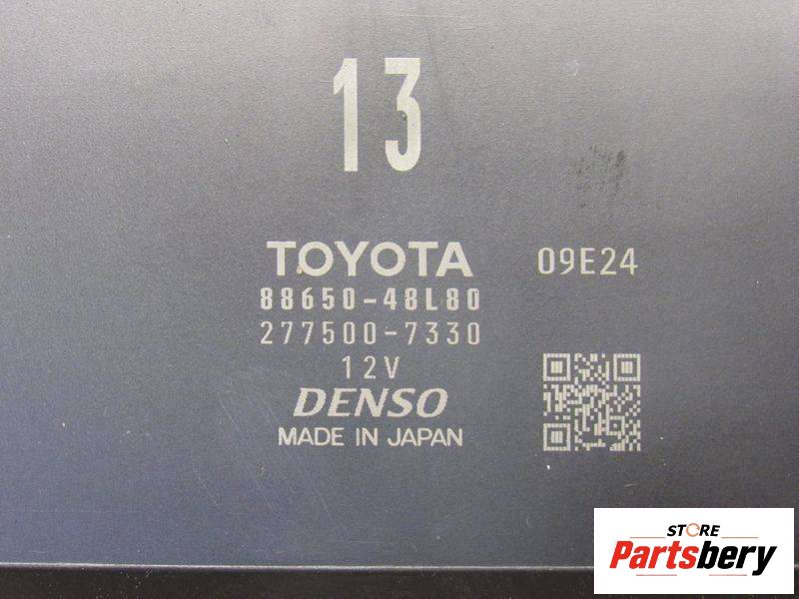 13
TOYOTA 09E24
88650-48L80
277500-7330
12V
DENSO
MADE IN JAPAN
STORE
Partsbery